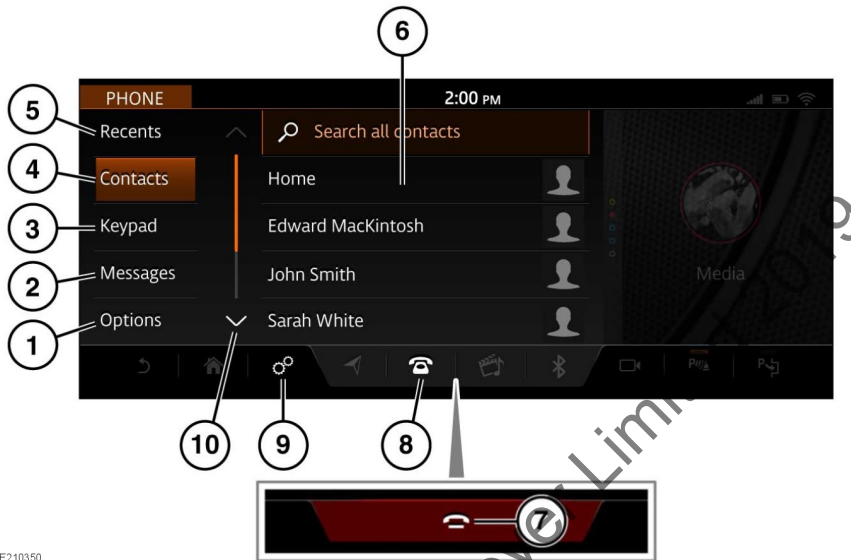 6
PHONE
2:00 PM
5
Recents
Search all contacts
4
Contacts
Home
3
Keypad
Edward MacKintosh
2
Messages
John Smith
Media
1
Options
Sarah White
10
9
8
7
E210350